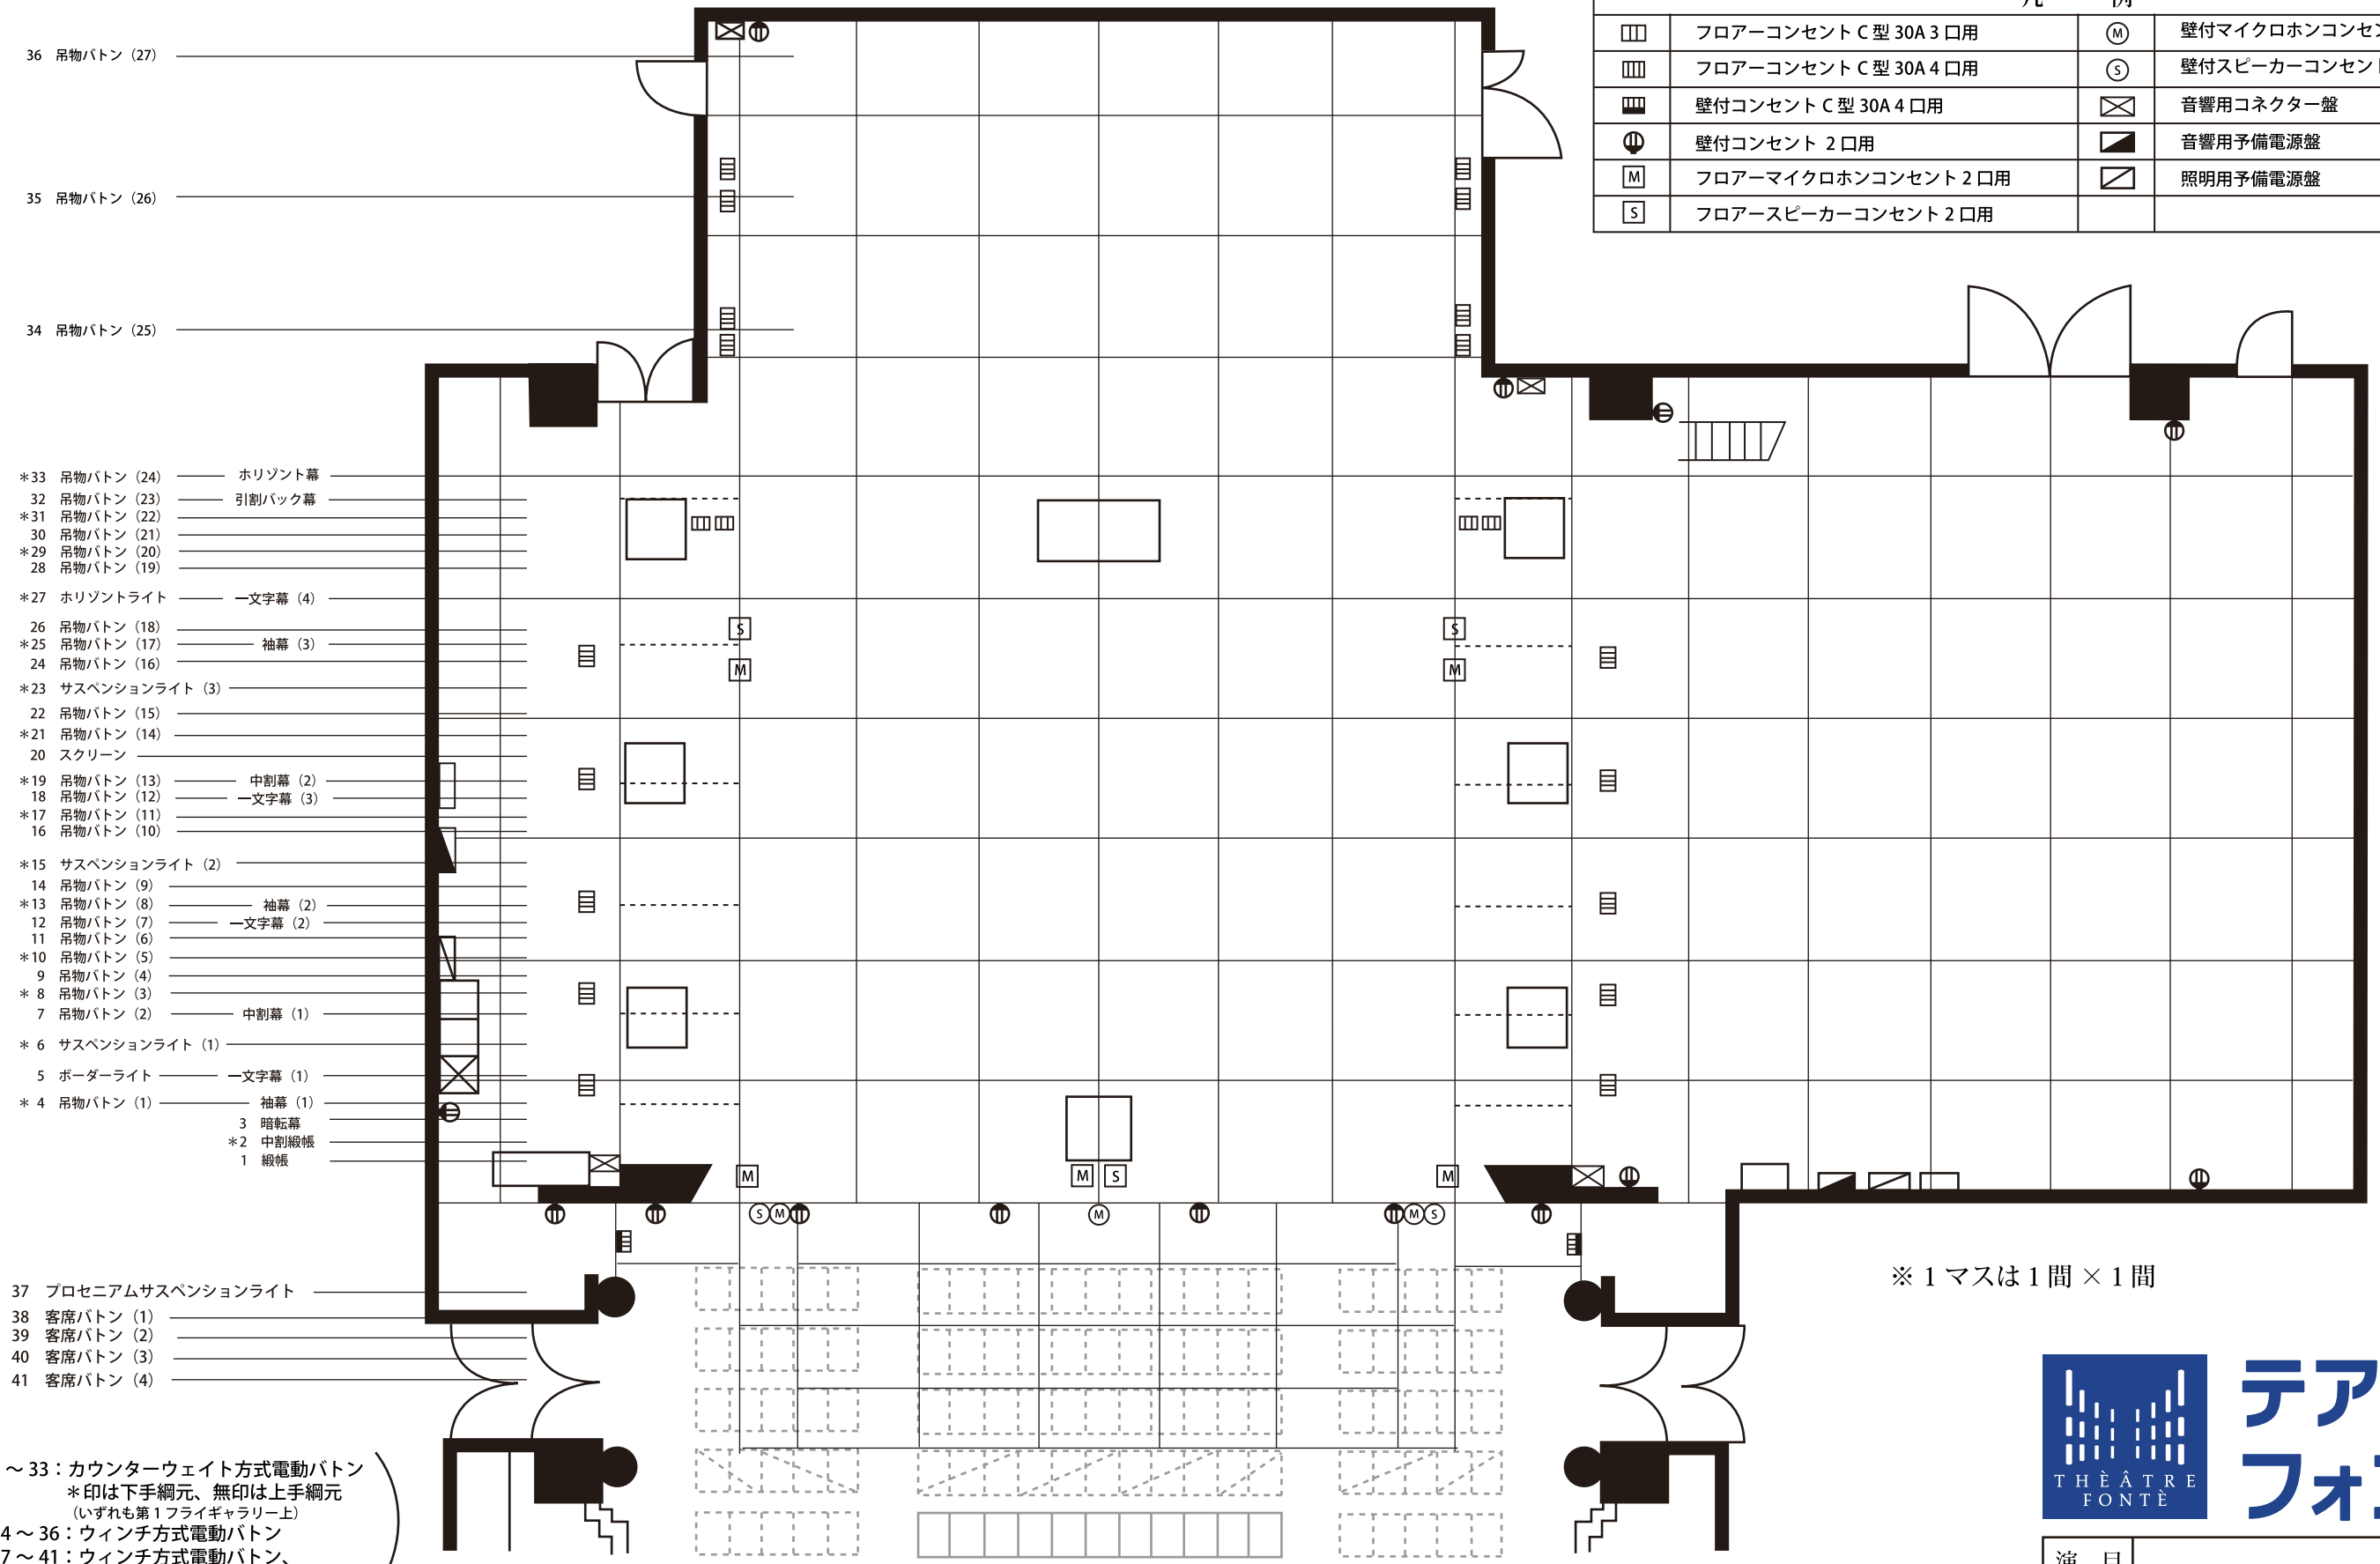 凡 例
フロアーコンセント C 型 30A 3 口用
フロアーコンセント C 型 30A 4 口用
壁付コンセント C 型 30A 4 口用
壁付コンセント 2 口用
M フロアーマイクロホンコンセント 2 口用
S フロアースピーカーコンセント 2 口用
M 壁付マイクロホンコンセン
S 壁付スピーカーコンセン
音響用コネクター盤
音響用予備電源盤
照明用予備電源盤
36 吊物バトン（27）
35 吊物バトン（26）
34 吊物バトン（25）
＊33 吊物バトン（24） ホリゾント幕
32 吊物バトン（23） 引割バック幕
＊31 吊物バトン（22）
30 吊物バトン（21）
＊29 吊物バトン（20）
28 吊物バトン（19）
＊27 ホリゾントライト 一文字幕（4）
26 吊物バトン（18）
＊25 吊物バトン（17） 袖幕（3）
24 吊物バトン（16）
＊23 サスペンションライト（3）
22 吊物バトン（15）
＊21 吊物バトン（14）
20 スクリーン
＊19 吊物バトン（13） 中割幕（2）
18 吊物バトン（12） 一文字幕（3）
＊17 吊物バトン（11）
16 吊物バトン（10）
＊15 サスペンションライト（2）
14 吊物バトン（9）
＊13 吊物バトン（8） 袖幕（2）
12 吊物バトン（7） 一文字幕（2）
11 吊物バトン（6）
＊10 吊物バトン（5）
9 吊物バトン（4）
＊ 8 吊物バトン（3）
7 吊物バトン（2） 中割幕（1）
＊ 6 サスペンションライト（1）
5 ボーダーライト 一文字幕（1）
＊ 4 吊物バトン（1） 袖幕（1）
3 暗転幕
＊2 中割緞帳
1 緞帳
S S
M M
M M S M
S M M M S
37 プロセニアムサスペンションライト
38 客席バトン（1）
39 客席バトン（2）
40 客席バトン（3）
41 客席バトン（4）
～ 33：カウンターウェイト方式電動バトン
＊印は下手綱元、無印は上手綱元
（いずれも第 1 フライギャラリー上）
4 ～ 36：ウィンチ方式電動バトン
7 ～ 41：ウィンチ方式電動バトン、
※ 1 マスは 1 間 × 1 間
THÈÂTRE
FONTÈ
テア
フォ
演 目